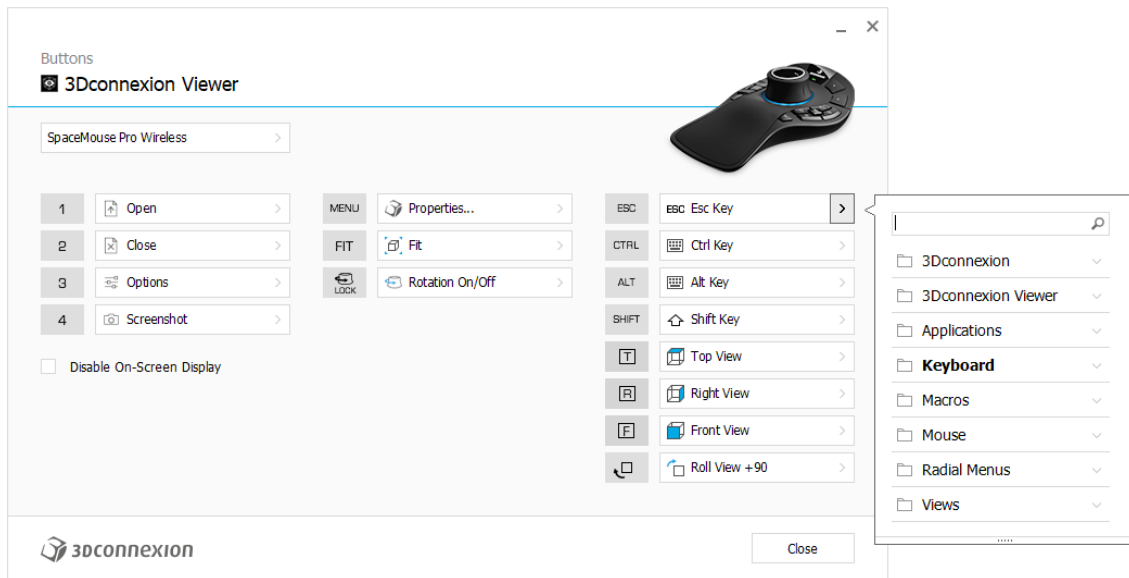 Buttons
3Dconnexion Viewer
SpaceMouse Pro Wireless
1 Open
2 Close
3 Options
4 Screenshot
Disable On-Screen Display
MENU Properties...
FIT Fit
LOCK Rotation On/Off
ESC ESC Esc Key
CTRL Ctrl Key
ALT Alt Key
SHIFT Shift Key
T Top View
R Right View
F Front View
Roll View +90
3Dconnexion
3Dconnexion Viewer
Applications
Keyboard
Macros
Mouse
Radial Menus
Views
3Dconnexion
Close